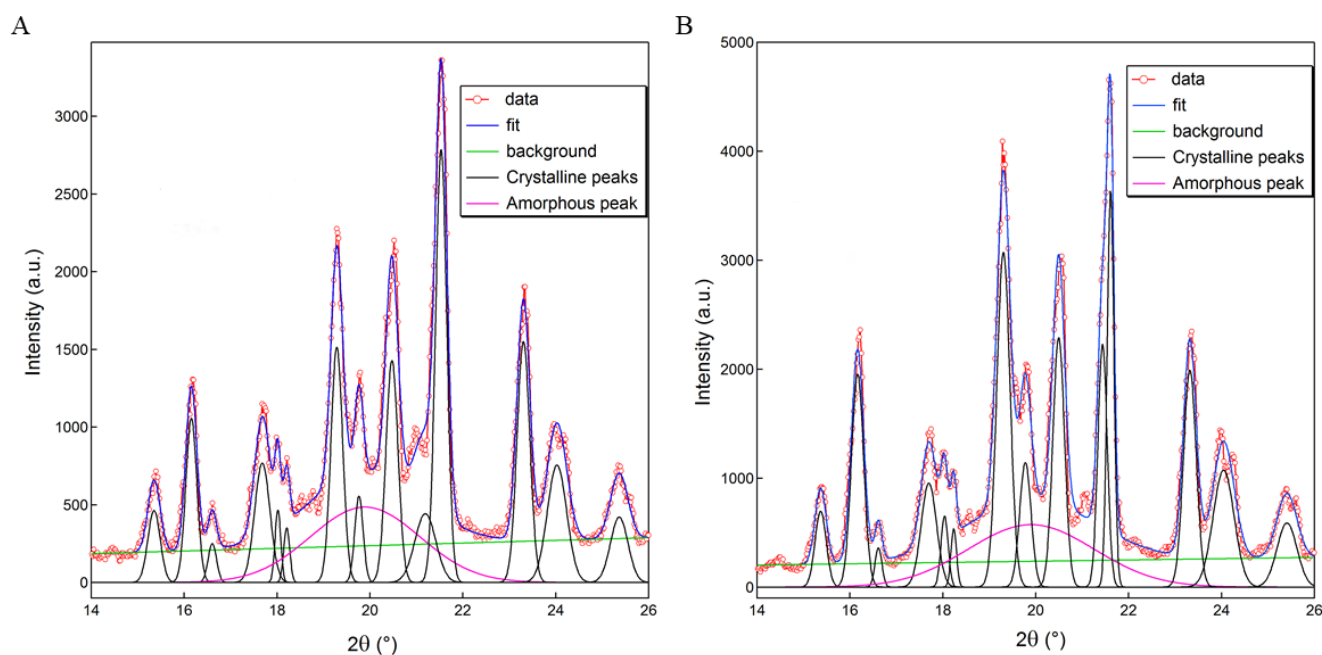 A
data
fit
background
Crystalline peaks
Amorphous peak
Intensity (a.u.)
3000
2500
2000
1500
1000
500
0
14 16 18 20 22 24 26
2θ (°)
B
data
fit
background
Crystalline peaks
Amorphous peak
Intensity (a.u.)
5000
4000
3000
2000
1000
0
14 16 18 20 22 24 26
2θ (°)